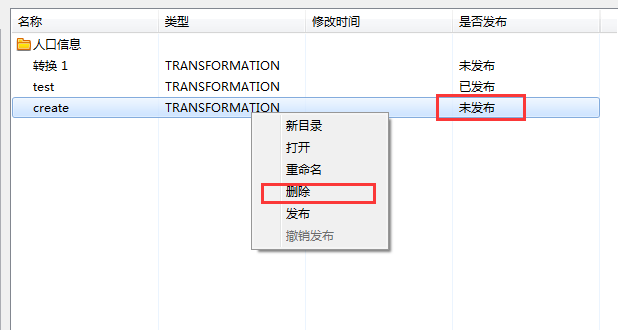 名称 类型 修改时间 是否发布
人口信息
转换 1 TRANSFORMATION 未发布
test TRANSFORMATION 已发布
create TRANSFORMATION 未发布
新目录
打开
重命名
删除
发布
撤销发布